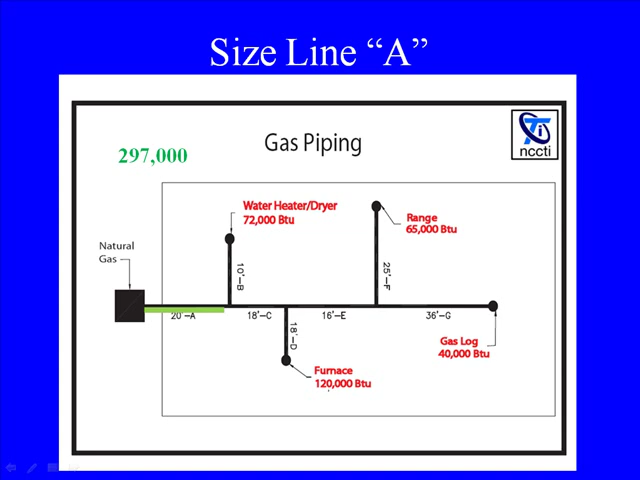 Size Line “A”
297,000
Gas Piping
Ti
nccti
Water Heater/Dryer
72,000 Btu
Range
65,000 Btu
Natural
Gas
10'-B
25'-F
20'-A
18'-C
16'-E
36'-G
18'-D
Gas Log
40,000 Btu
Furnace
120,000 Btu